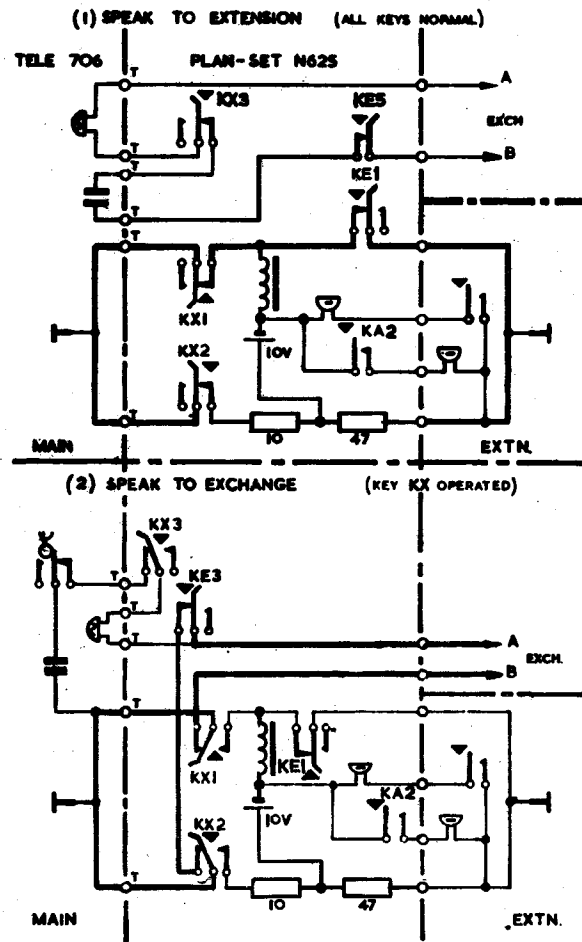 (1) SPEAK TO EXTENSION (ALL KEYS NORMAL)
TELE 706 PLAN-SET N625
T A
KX3 KE5
EXCH
T B
T
KE1
T
T
KX1
KA2
KX2 10V
T
10 47
MAIN EXTN.
(2) SPEAK TO EXCHANGE (KEY KX OPERATED)
KX3
T KE3
T
T A
EXCH.
B
T
KX1 KE1
KA2
KX2 10V
T
10 47
MAIN EXTN.